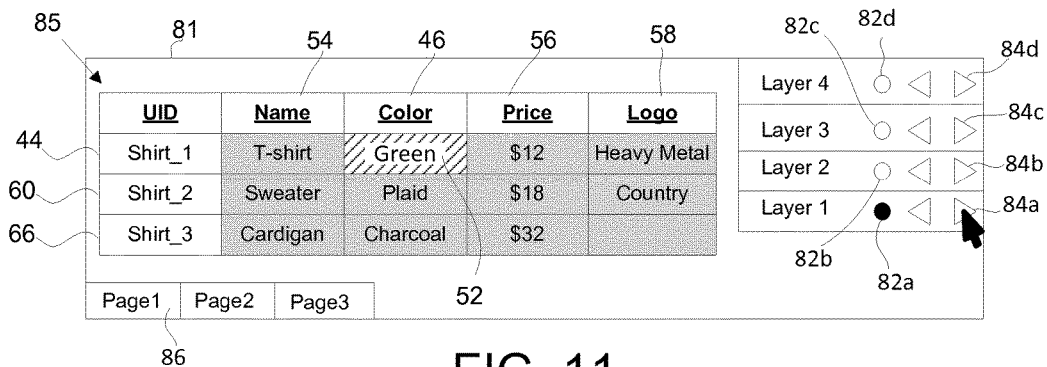 82d
81
82c
85
54
46
56
58
84d
Layer 4
UID Name Color Price Logo
84c
44
Layer 3
Shirt_1 T-shirt Green $12 Heavy Metal
Layer 2
84b
60
Shirt_2 Sweater Plaid $18 Country
Layer 1
84a
66
Shirt_3 Cardigan Charcoal $32
82b
82a
52
Page1 Page2 Page3
86
FIG. 11